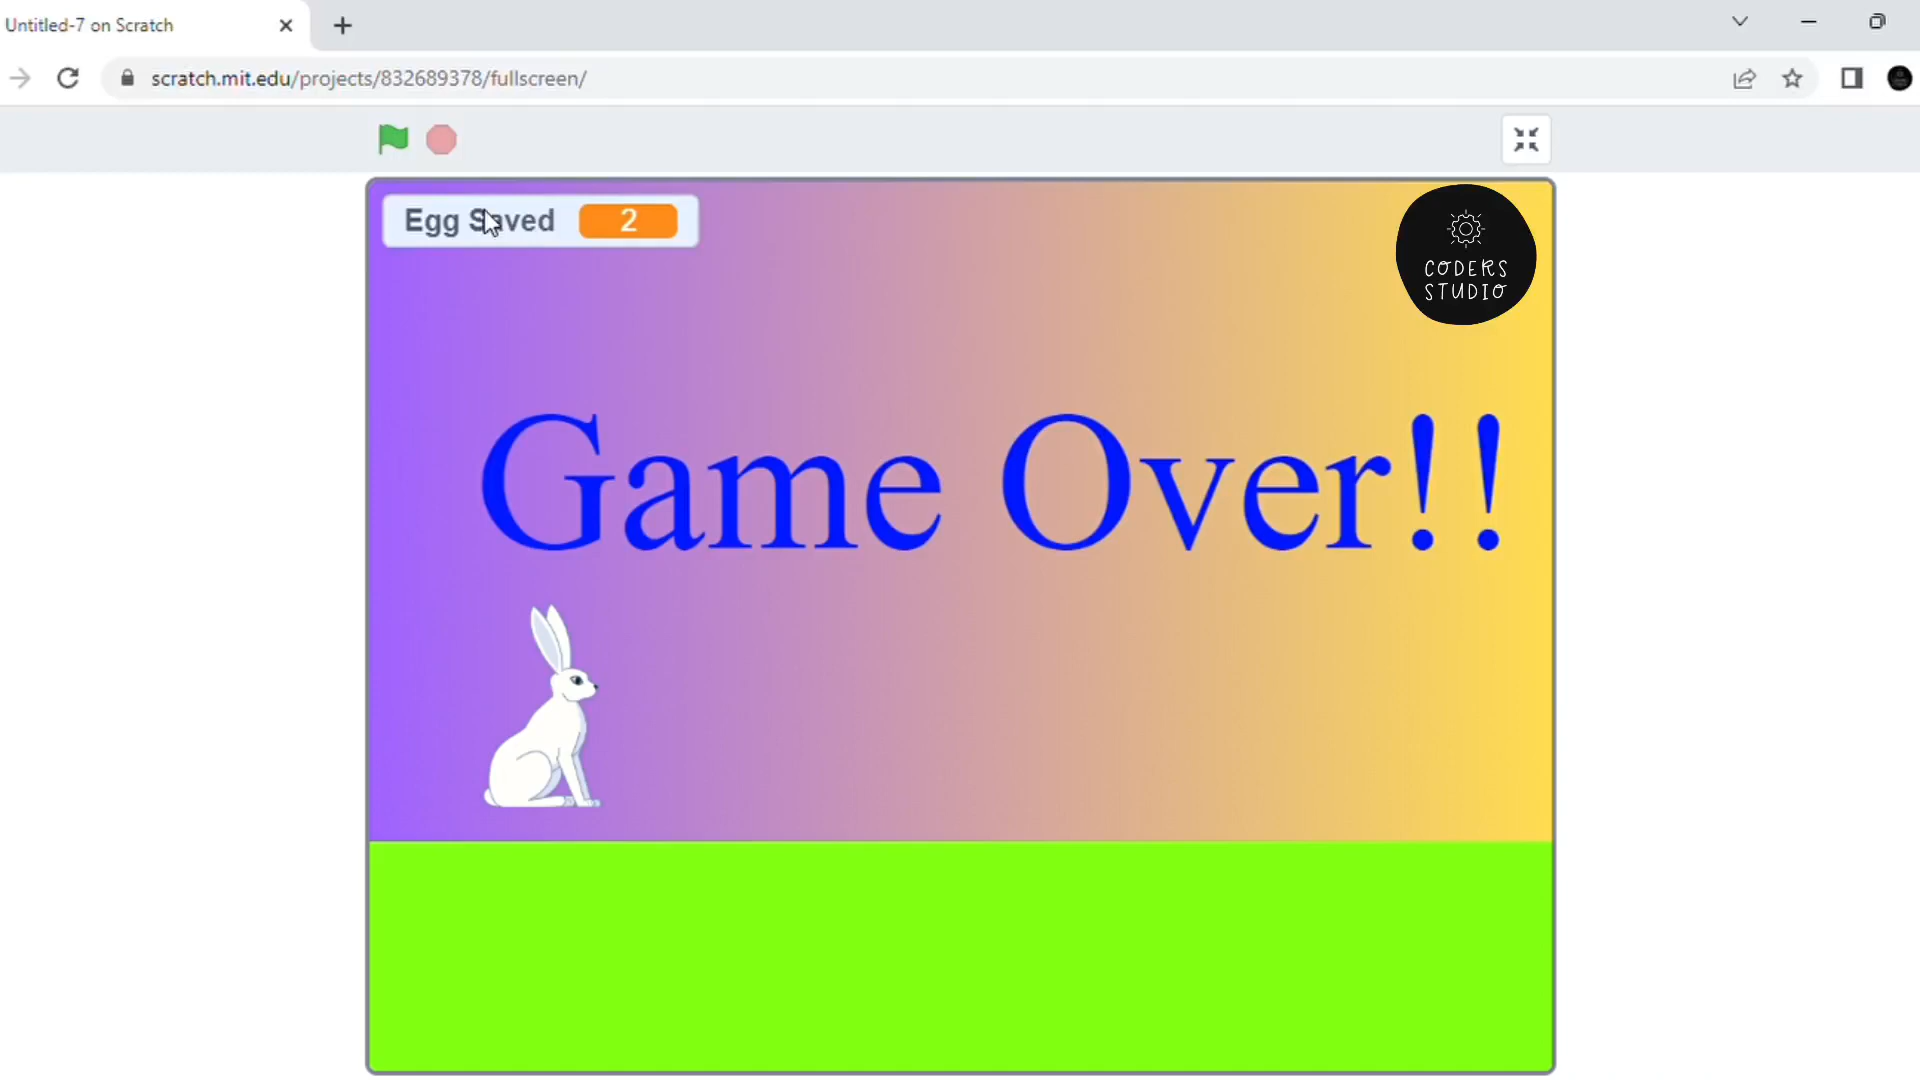 Untitled-7 on Scratch
scratch.mit.edu/projects/832689378/fullscreen/
Egg Saved 2
CODERS
STUDIO
Game Over!!